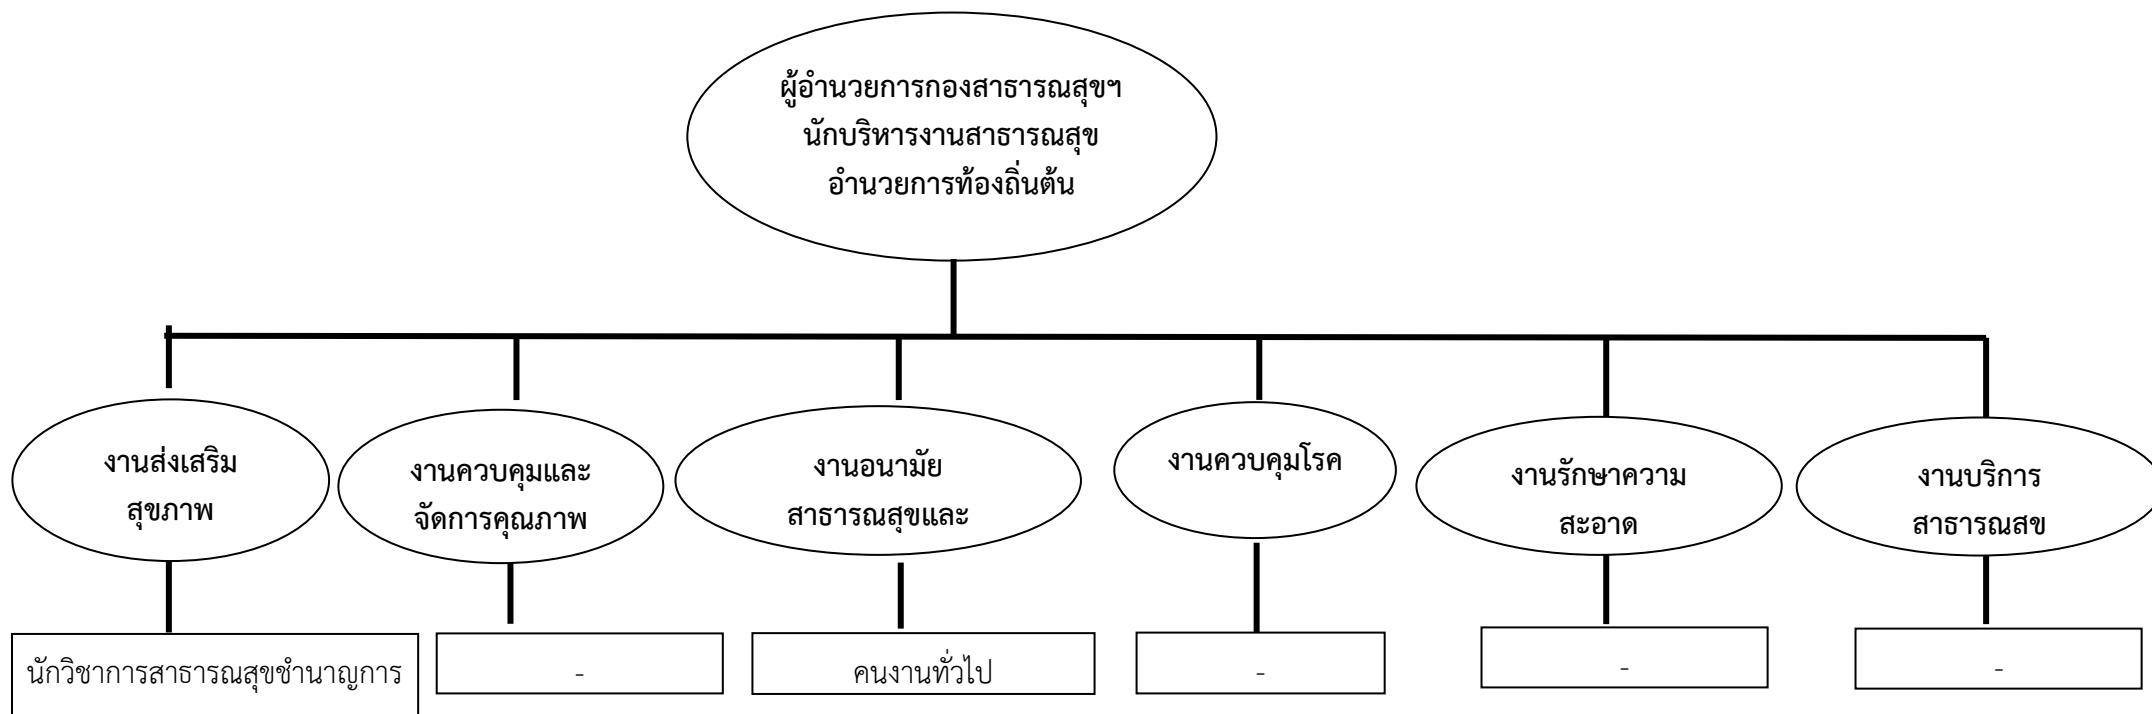 ผู้อำนวยการกองสาธารณสุขฯ
นักบริหารงานสาธารณสุข
อำนวยการท้องถิ่นต้น
งานส่งเสริม
สุขภาพ
งานควบคุมและ
จัดการคุณภาพ
งานอนามัย
สาธารณสุขและ
งานควบคุมโรค
งานรักษาความ
สะอาด
งานบริการ
สาธารณสข
นักวิชาการสาธารณสุขชำนาญการ
-
คนงานทั่วไป
-
-
-